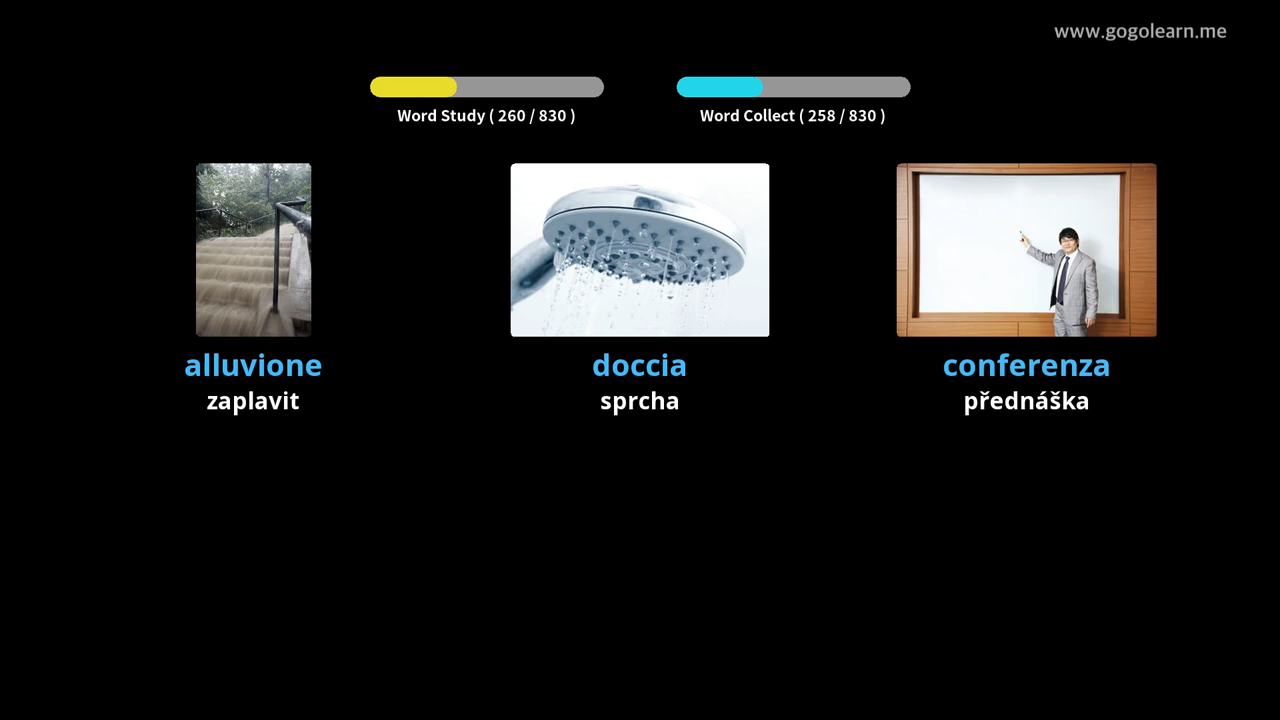 www.gogolearn.me
Word Study ( 260 / 830 )
Word Collect ( 258 / 830 )
alluvione
zaplavit
doccia
sprcha
conferenza
přednáška